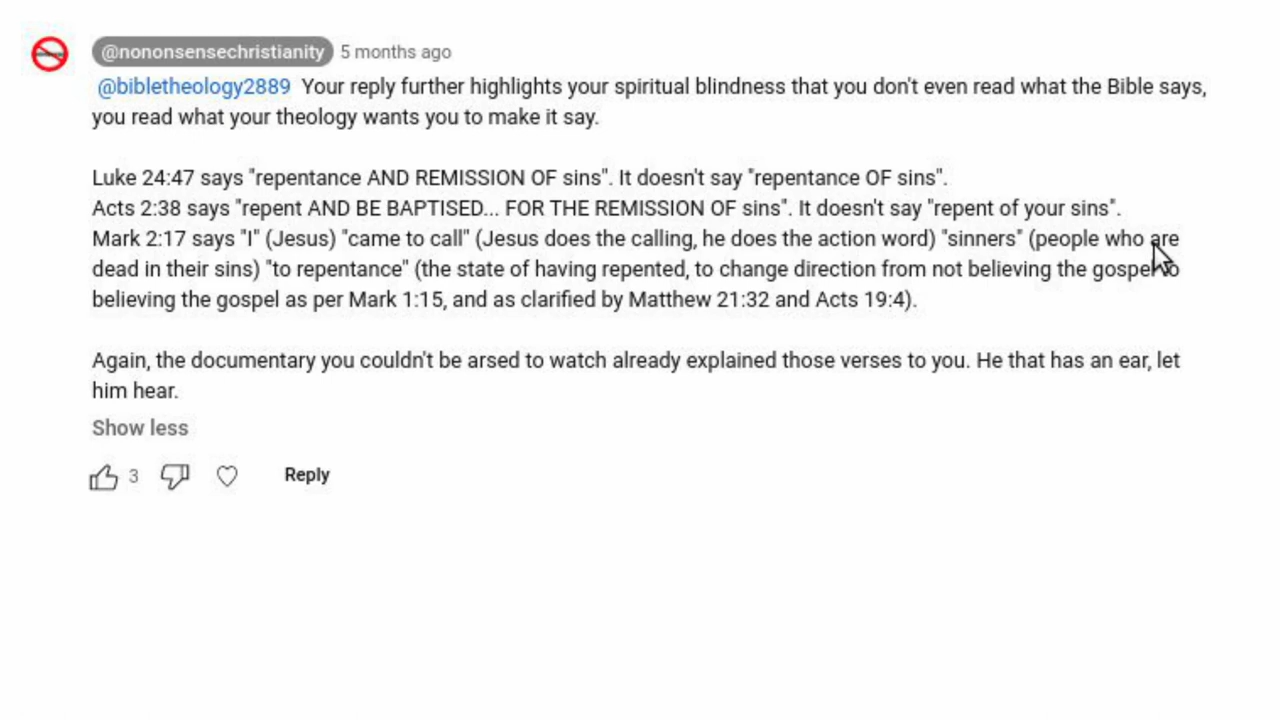 @nononsensechristianity 5 months ago
@bibletheology2889 Your reply further highlights your spiritual blindness that you don't even read what the Bible says,
you read what your theology wants you to make it say.
Luke 24:47 says "repentance AND REMISSION OF sins". It doesn't say "repentance OF sins".
Acts 2:38 says "repent AND BE BAPTISED... FOR THE REMISSION OF sins". It doesn't say "repent of your sins".
Mark 2:17 says "I" (Jesus) "came to call" (Jesus does the calling, he does the action word) "sinners" (people who are
dead in their sins) "to repentance" (the state of having repented, to change direction from not believing the gospel to
believing the gospel as per Mark 1:15, and as clarified by Matthew 21:32 and Acts 19:4).
Again, the documentary you couldn't be arsed to watch already explained those verses to you. He that has an ear, let
him hear.
Show less
3 Reply